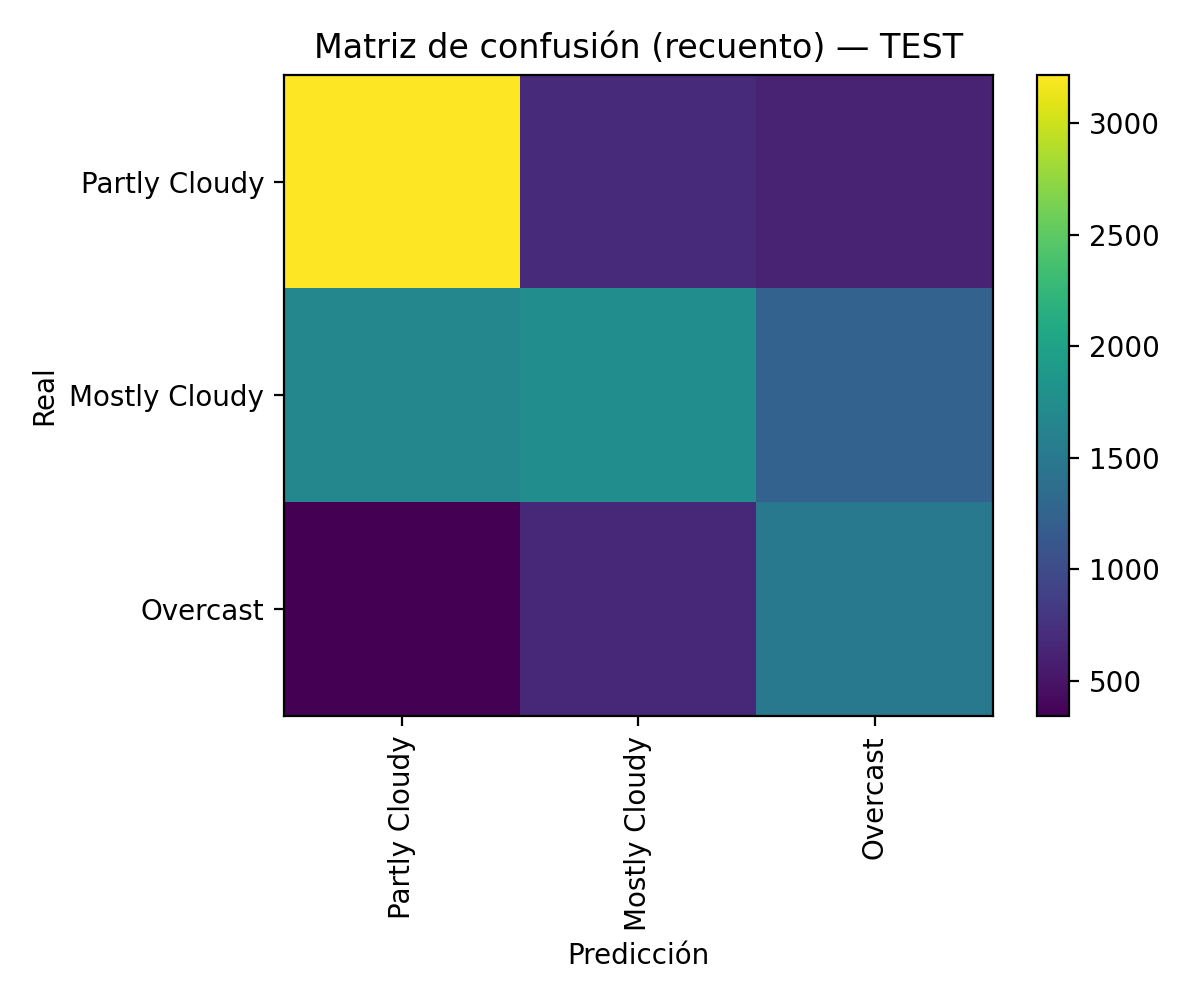 Matriz de confusión (recuento) — TEST
Real
Partly Cloudy
Mostly Cloudy
Overcast
Partly Cloudy
Mostly Cloudy
Overcast
Predicción
3000
2500
2000
1500
1000
500